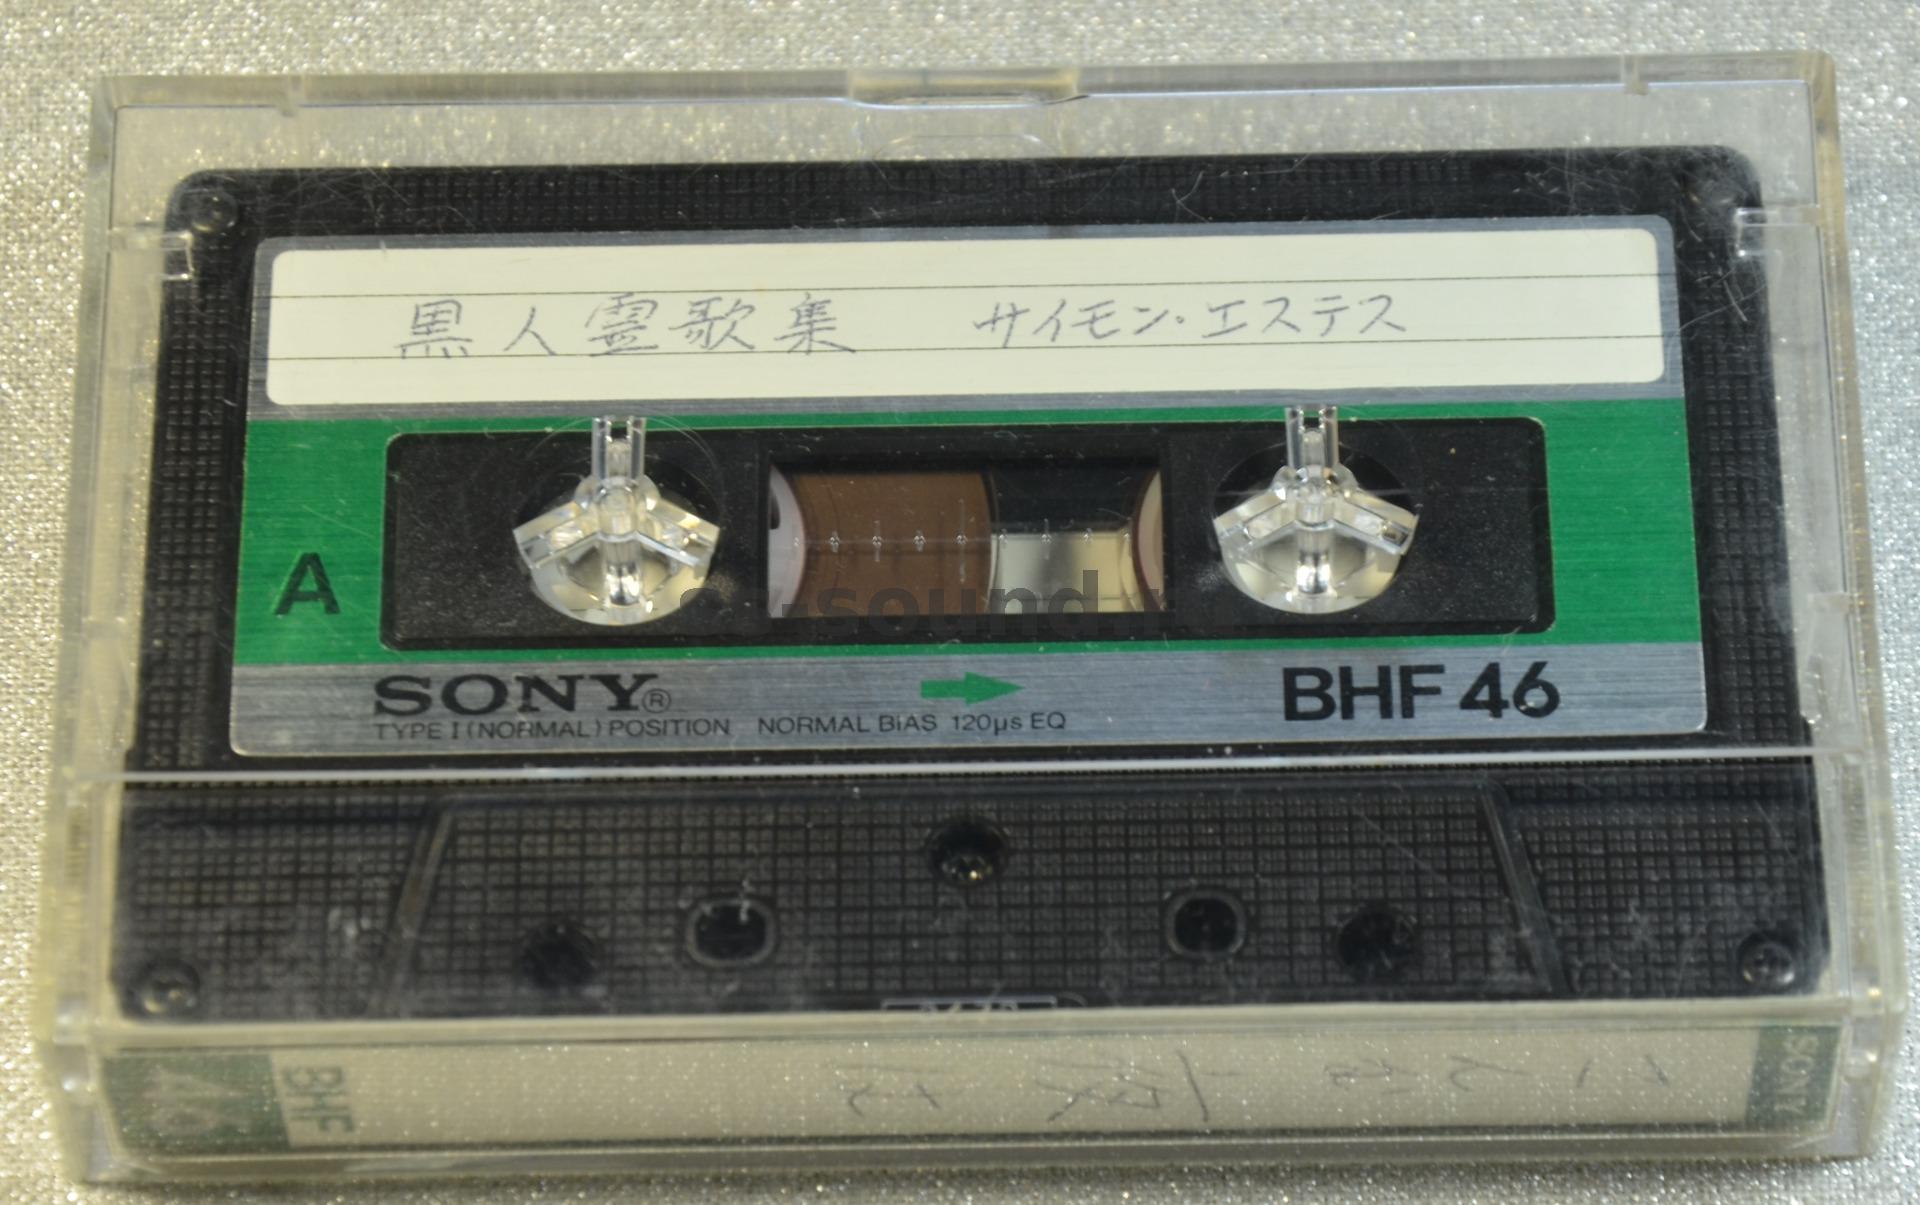 黒人霊歌集 サイモン・エステス
A
SONY®
TYPE I (NORMAL) POSITION NORMAL BIAS 120μs EQ
BHF 46
SONY
BHF
46